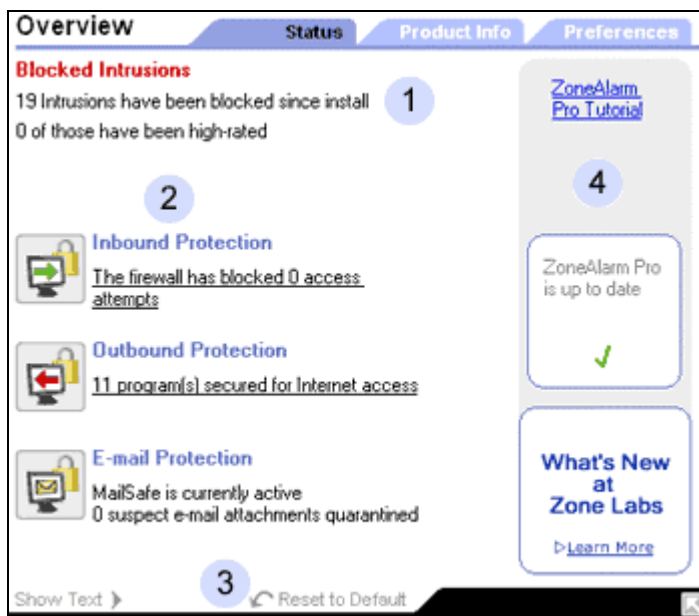 Overview
Status
Product Info
Preferences
Blocked Intrusions
19 Intrusions have been blocked since install
0 of those have been high-rated
1
2
Inbound Protection
The firewall has blocked 0 access
attempts
Outbound Protection
11 program(s) secured for Internet access
E-mail Protection
MailSafe is currently active
0 suspect e-mail attachments quarantined
ZoneAlarm
Pro Tutorial
4
ZoneAlarm Pro
is up to date
What's New
at
Zone Labs
Learn More
Show Text
3
Reset to Default